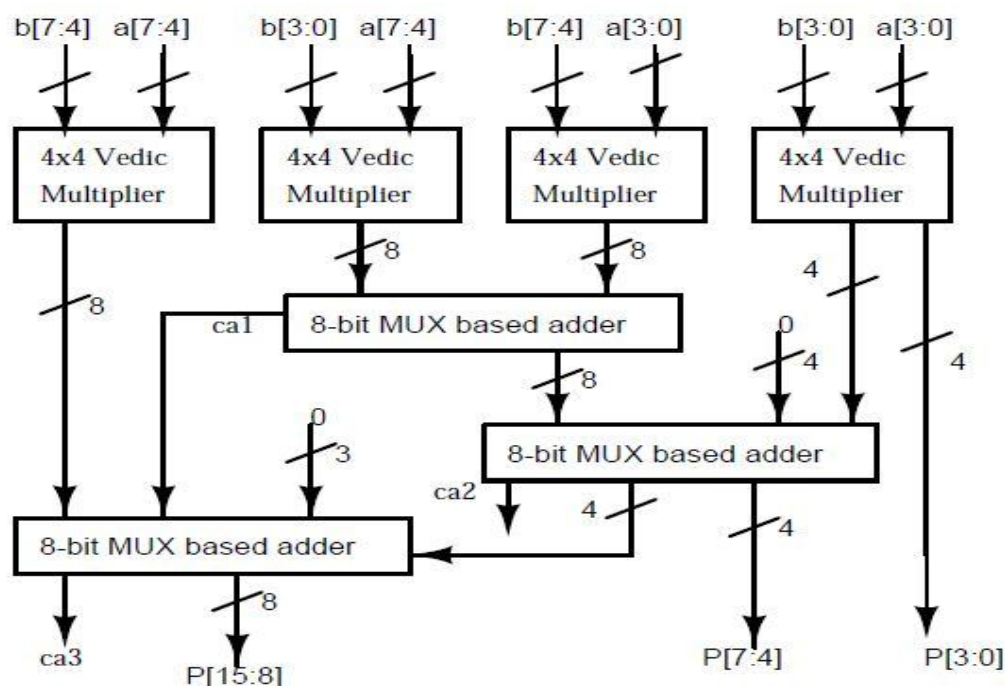 b[7:4] a[7:4] b[3:0] a[7:4] b[7:4] a[3:0] b[3:0] a[3:0]
4x4 Vedic
Multiplier
4x4 Vedic
Multiplier
4x4 Vedic
Multiplier
4x4 Vedic
Multiplier
8
8
4
8
ca1
8-bit MUX based adder
0
4
4
8
0
3
8-bit MUX based adder
ca2
4
4
8-bit MUX based adder
8
ca3
P[15:8]
P[7:4]
P[3:0]